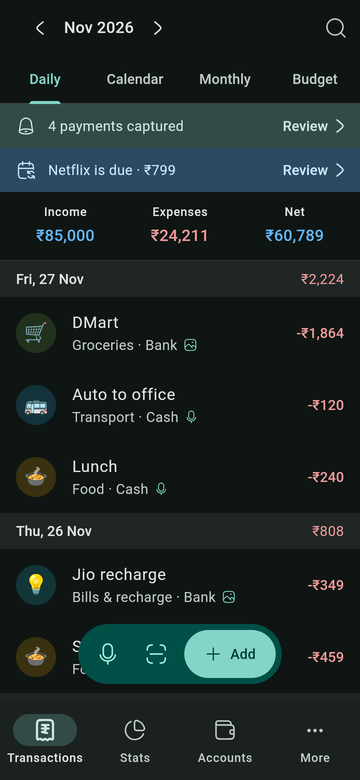 Nov 2026
Daily Calendar Monthly Budget
4 payments captured Review
Netflix is due · ₹799 Review
Income Expenses Net
₹85,000 ₹24,211 ₹60,789
Fri, 27 Nov ₹2,224
DMart
-₹1,864
Groceries · Bank
Auto to office
-₹120
Transport · Cash
Lunch
-₹240
Food · Cash
Thu, 26 Nov ₹808
Jio recharge
-₹349
Bills & recharge · Bank
-₹459
Add
Transactions Stats Accounts More